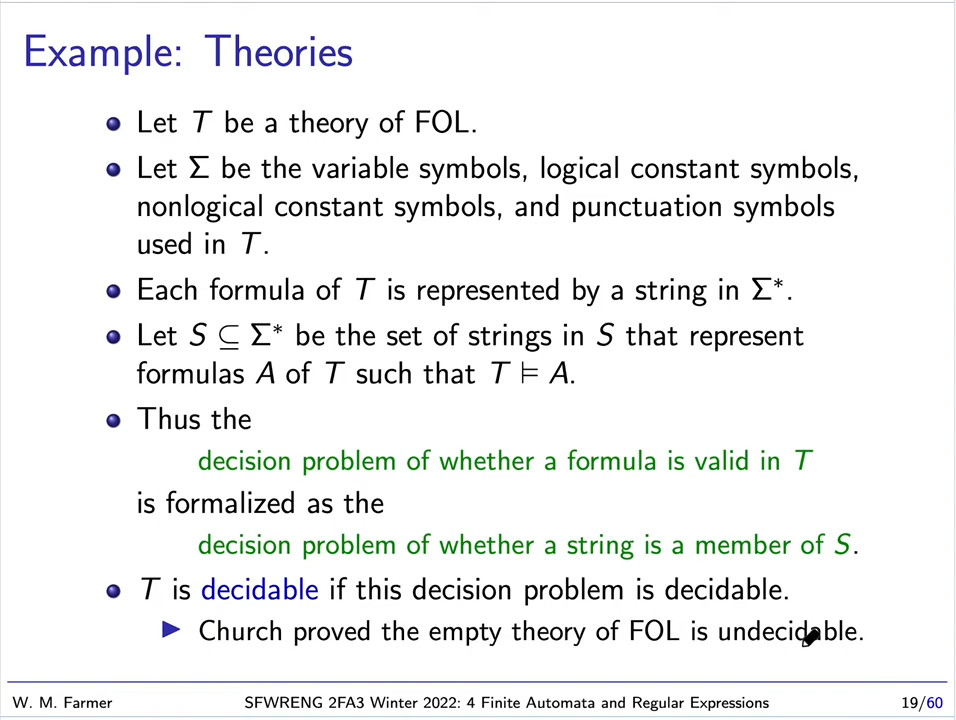 Example: Theories
Let T be a theory of FOL.
Let Σ be the variable symbols, logical constant symbols,
nonlogical constant symbols, and punctuation symbols
used in T.
Each formula of T is represented by a string in Σ*.
Let S ⊆ Σ* be the set of strings in S that represent
formulas A of T such that T ⊨ A.
Thus the
decision problem of whether a formula is valid in T
is formalized as the
decision problem of whether a string is a member of S.
T is decidable if this decision problem is decidable.
Church proved the empty theory of FOL is undecidable.
W. M. Farmer SFWRENG 2FA3 Winter 2022: 4 Finite Automata and Regular Expressions 19/60